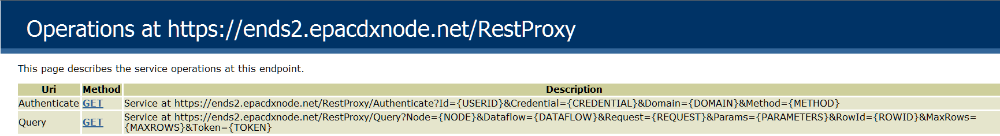 Operations at https://ends2.epacdxnode.net/RestProxy
This page describes the service operations at this endpoint.
Uri Method Description
Authenticate GET Service at https://ends2.epacdxnode.net/RestProxy/Authenticate?Id={USERID}&Credential={CREDENTIAL}&Domain={DOMAIN}&Method={METHOD}
Query GET Service at https://ends2.epacdxnode.net/RestProxy/Query?Node={NODE}&Dataflow={DATAFLOW}&Request={REQUEST}&Params={PARAMETERS}&RowId={ROWID}&MaxRows=
{MAXROWS}&Token={TOKEN}